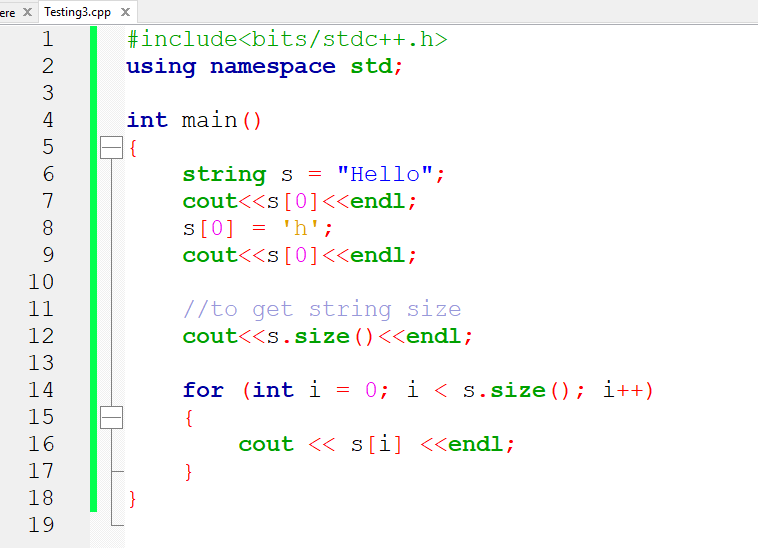 ere X Testing3.cpp X
1 #include<bits/stdc++.h>
2 using namespace std;
3
4 int main()
5 {
6     string s = "Hello";
7     cout<<s[0]<<endl;
8     s[0] = 'h';
9     cout<<s[0]<<endl;
10
11     //to get string size
12     cout<<s.size()<<endl;
13
14     for (int i = 0; i < s.size(); i++)
15     {
16         cout << s[i] <<endl;
17     }
18 }
19